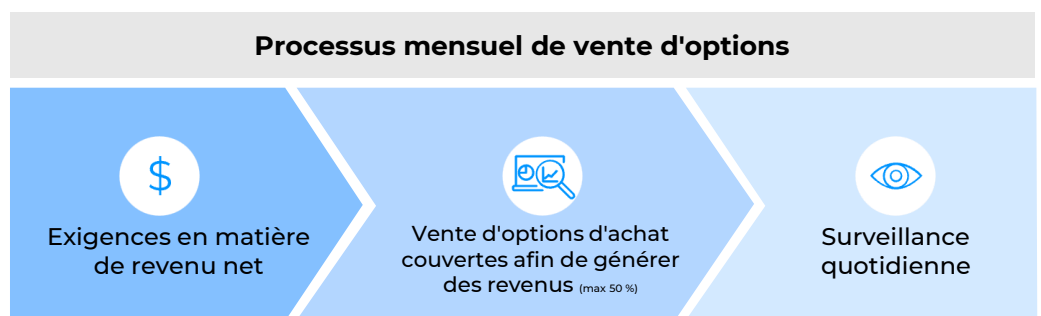 Processus mensuel de vente d'options
$
Exigences en matière
de revenu net
Vente d'options d'achat
couvertes afin de générer
des revenus (max 50 %)
Surveillance
quotidienne